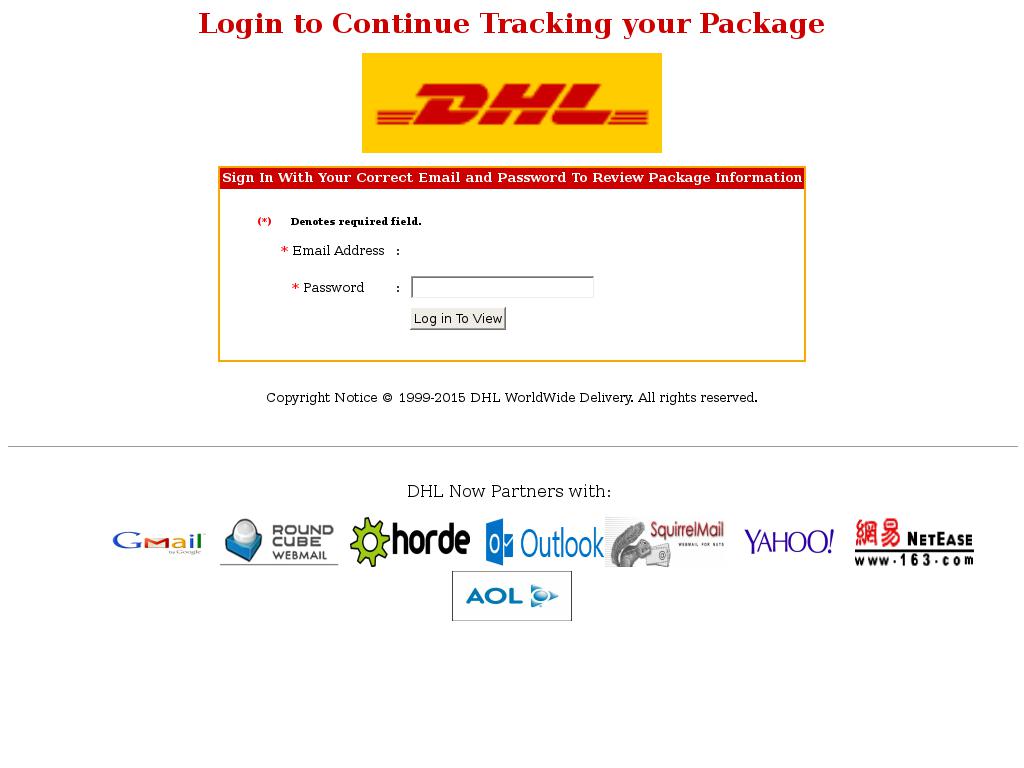 Login to Continue Tracking your Package
DHL
Sign In With Your Correct Email and Password To Review Package Information
(*) Denotes required field.
* Email Address :
* Password :
Log in To View
Copyright Notice © 1999-2015 DHL WorldWide Delivery. All rights reserved.
DHL Now Partners with:
Gmail
by Google
ROUND
CUBE
WEBMAIL
horde
Outlook
SquirrelMail
WEBMAIL FOR NUTS
YAHOO!
網易 NETEASE
www.163.com
AOL